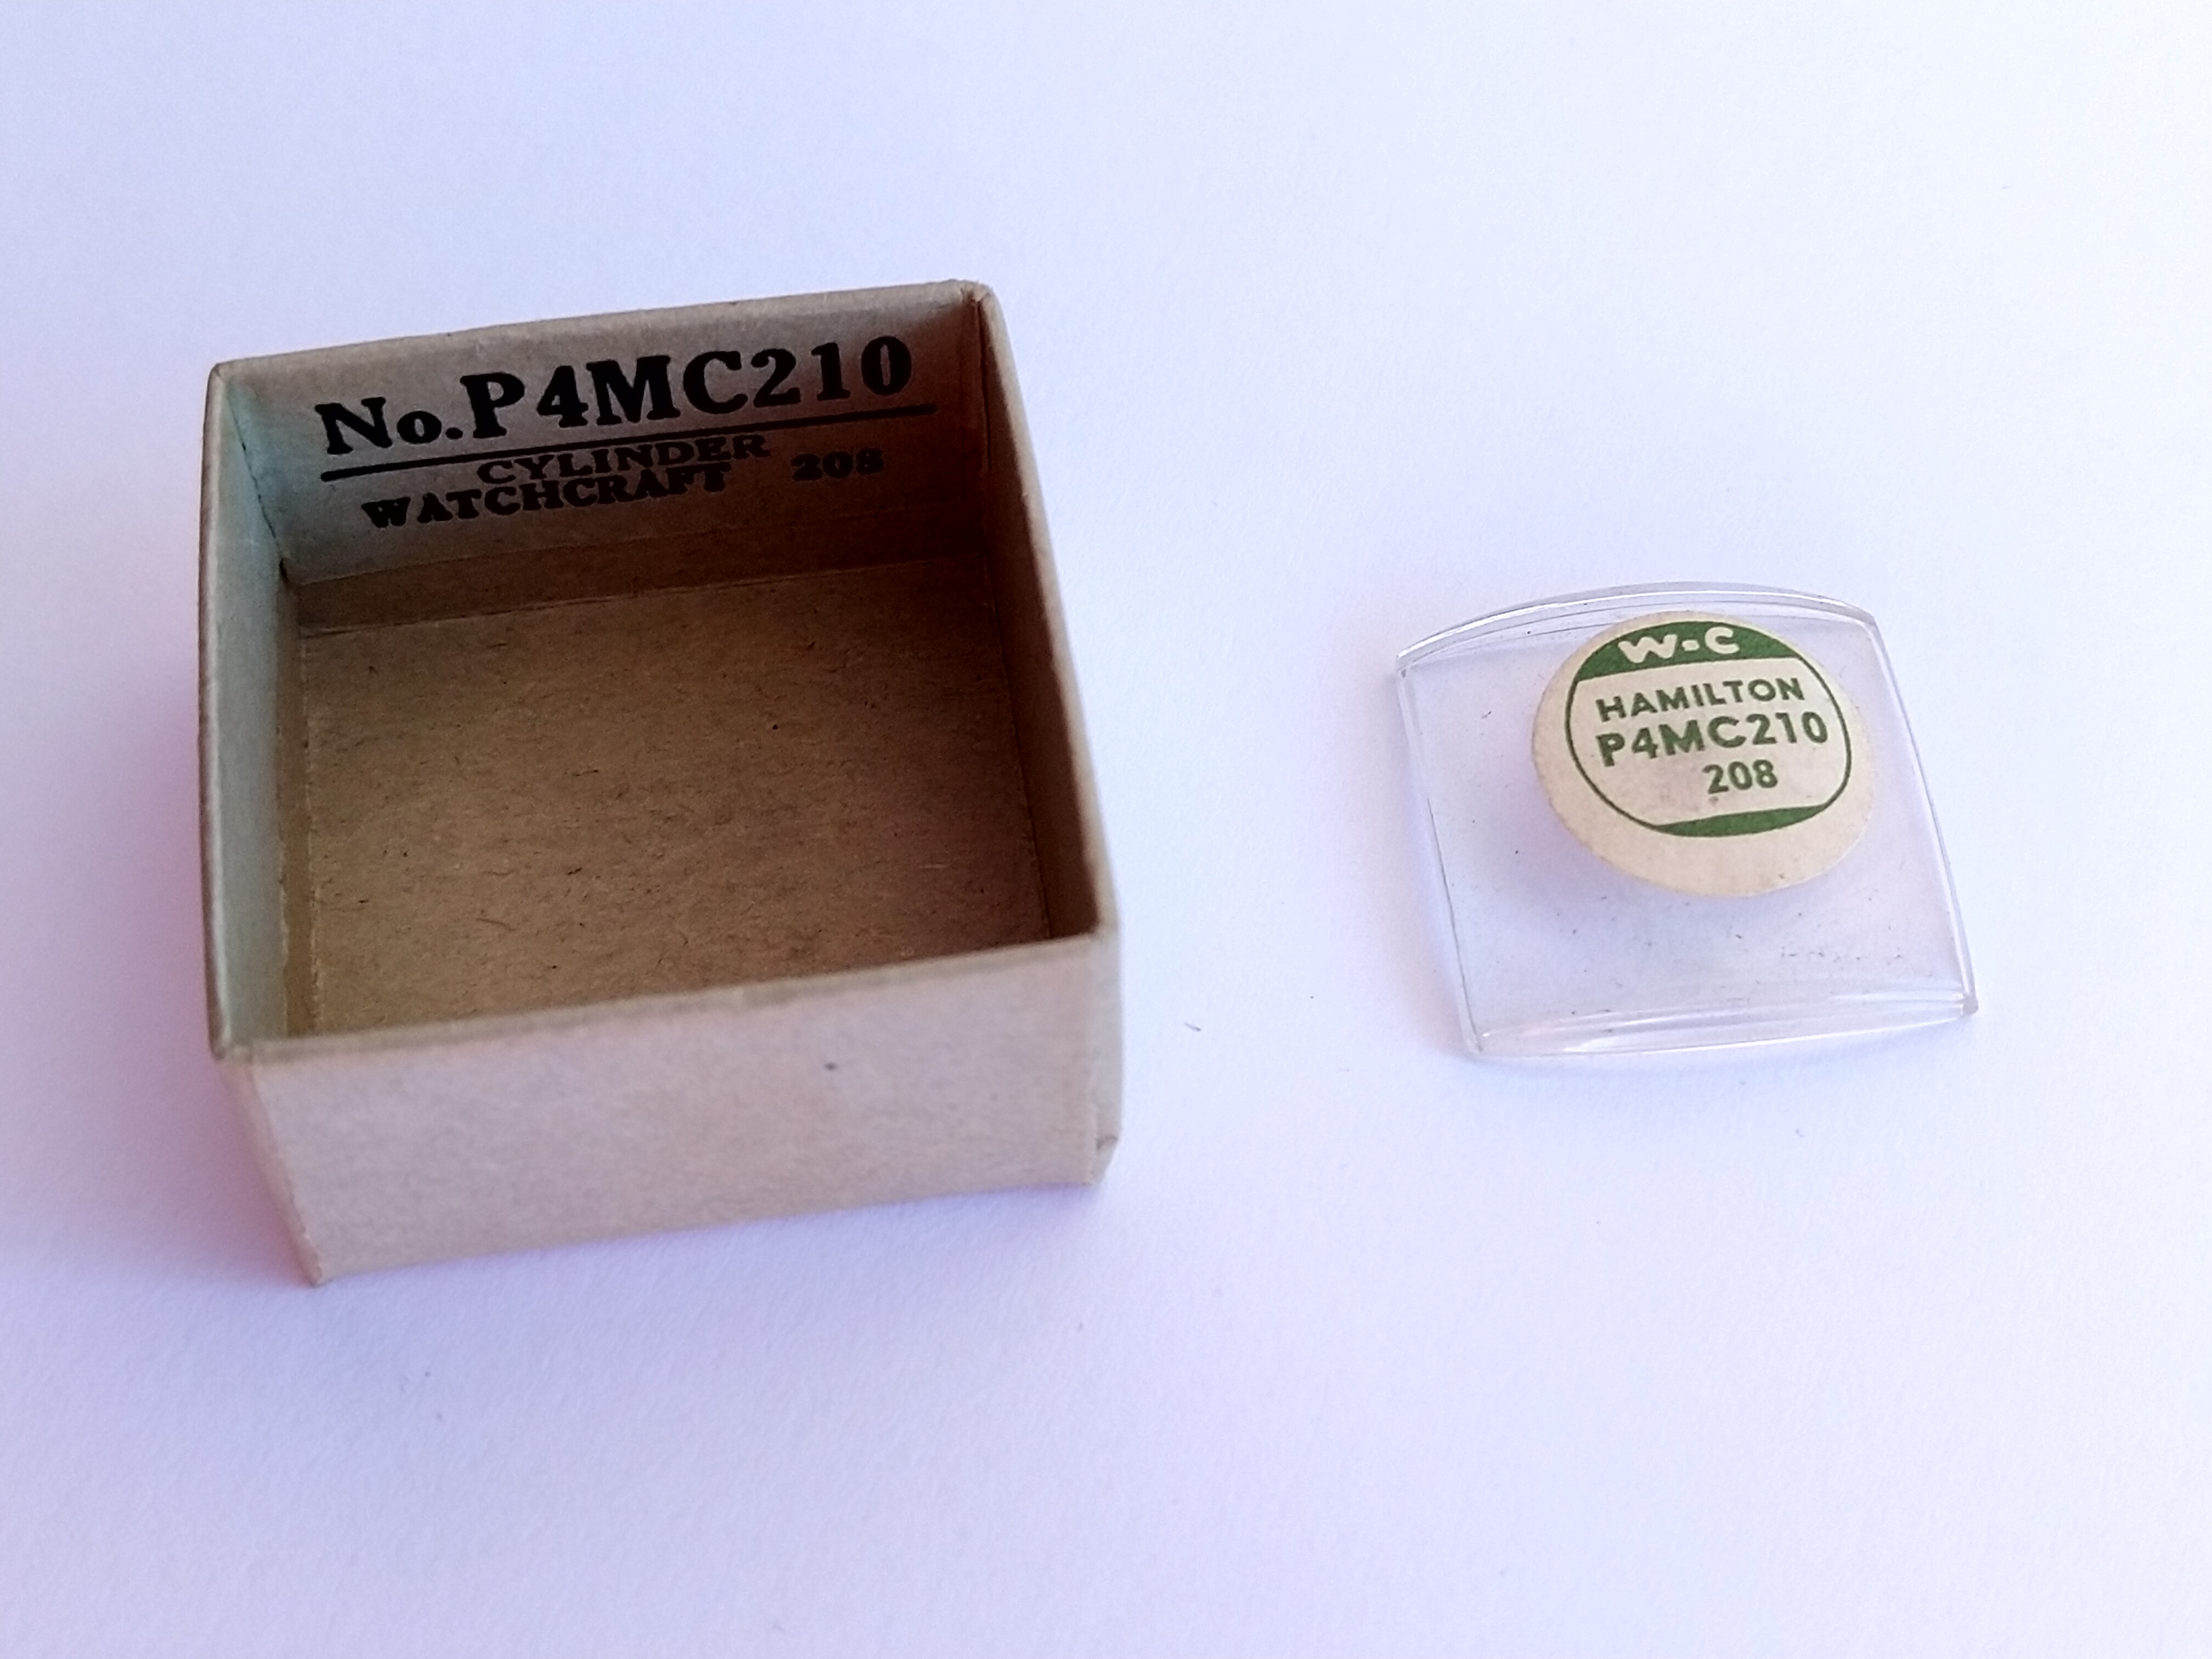 No.P4MC210
CYLINDER
WATCHCRAFT 208
W-C
HAMILTON
P4MC210
208